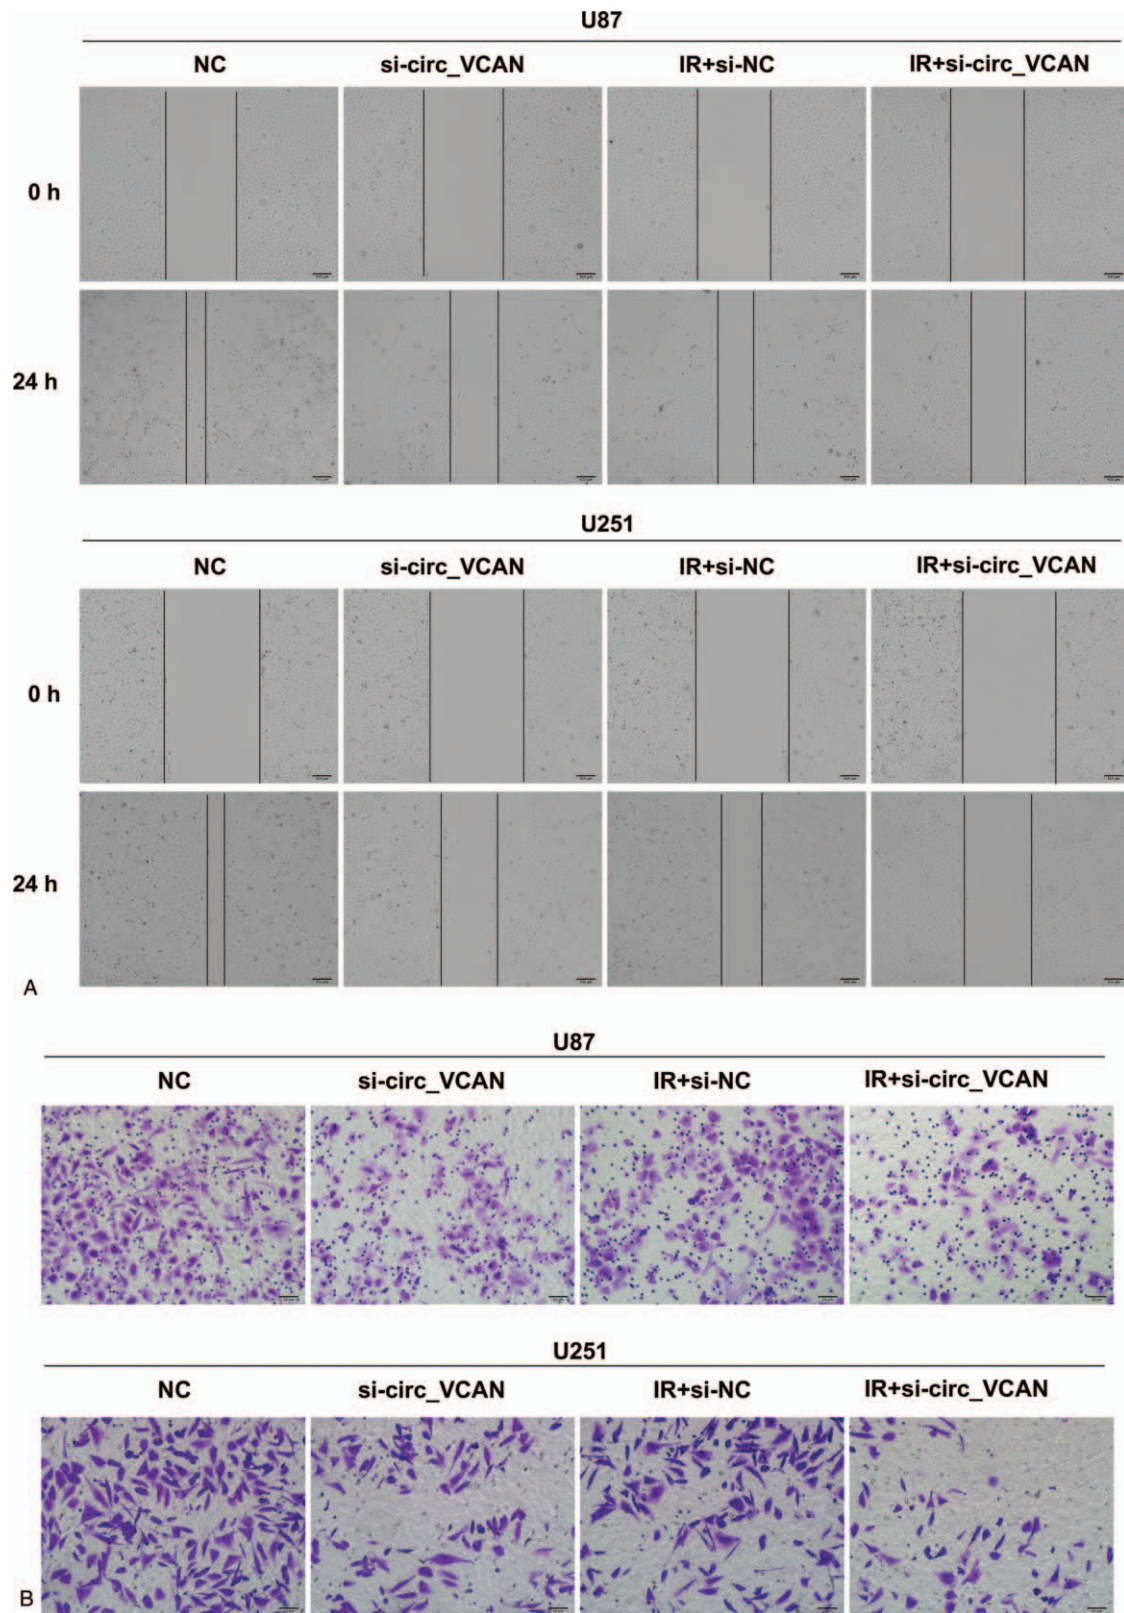 U87
NC si-circ_VCAN IR+si-NC IR+si-circ_VCAN
0 h
24 h
U251
NC si-circ_VCAN IR+si-NC IR+si-circ_VCAN
0 h
24 h
A
U87
NC si-circ_VCAN IR+si-NC IR+si-circ_VCAN
U251
NC si-circ_VCAN IR+si-NC IR+si-circ_VCAN
B